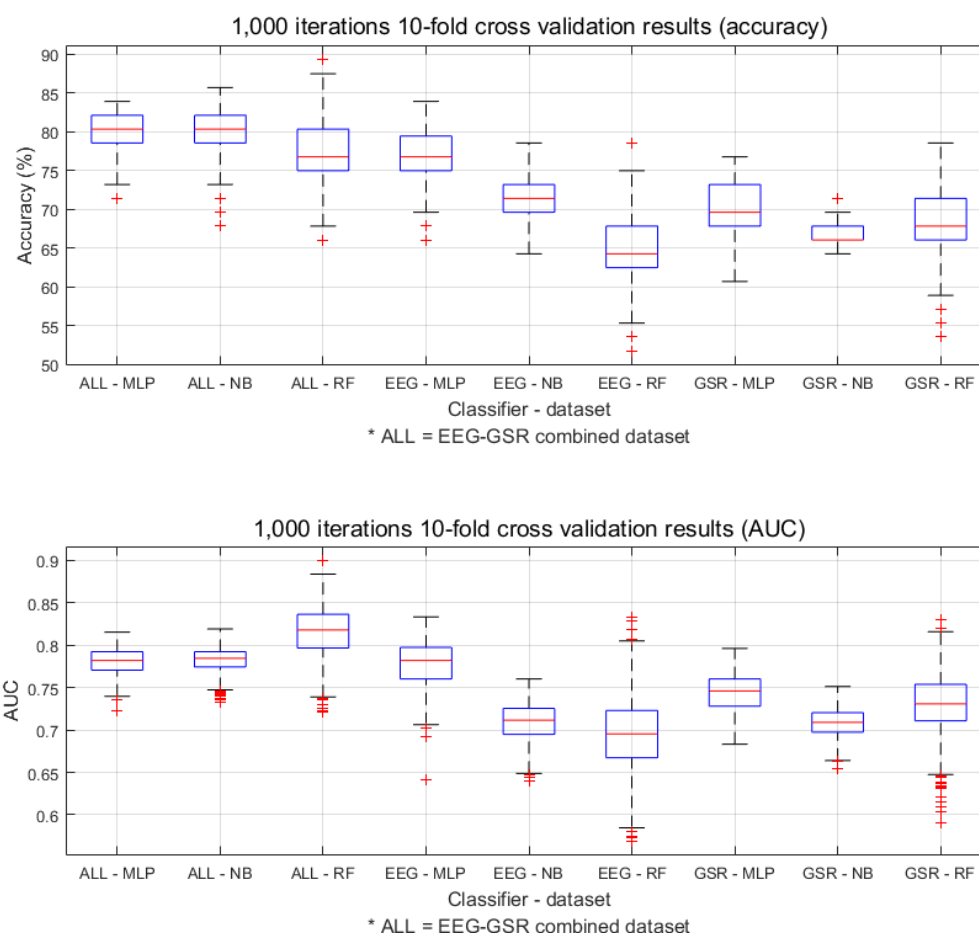 1,000 iterations 10-fold cross validation results (accuracy)
90
85
80
75
70
65
60
55
50
Accuracy (%)
ALL - MLP ALL - NB ALL - RF EEG - MLP EEG - NB EEG - RF GSR - MLP GSR - NB GSR - RF
Classifier - dataset
* ALL = EEG-GSR combined dataset
1,000 iterations 10-fold cross validation results (AUC)
0.9
0.85
0.8
0.75
0.7
0.65
0.6
AUC
ALL - MLP ALL - NB ALL - RF EEG - MLP EEG - NB EEG - RF GSR - MLP GSR - NB GSR - RF
Classifier - dataset
* ALL = EEG-GSR combined dataset